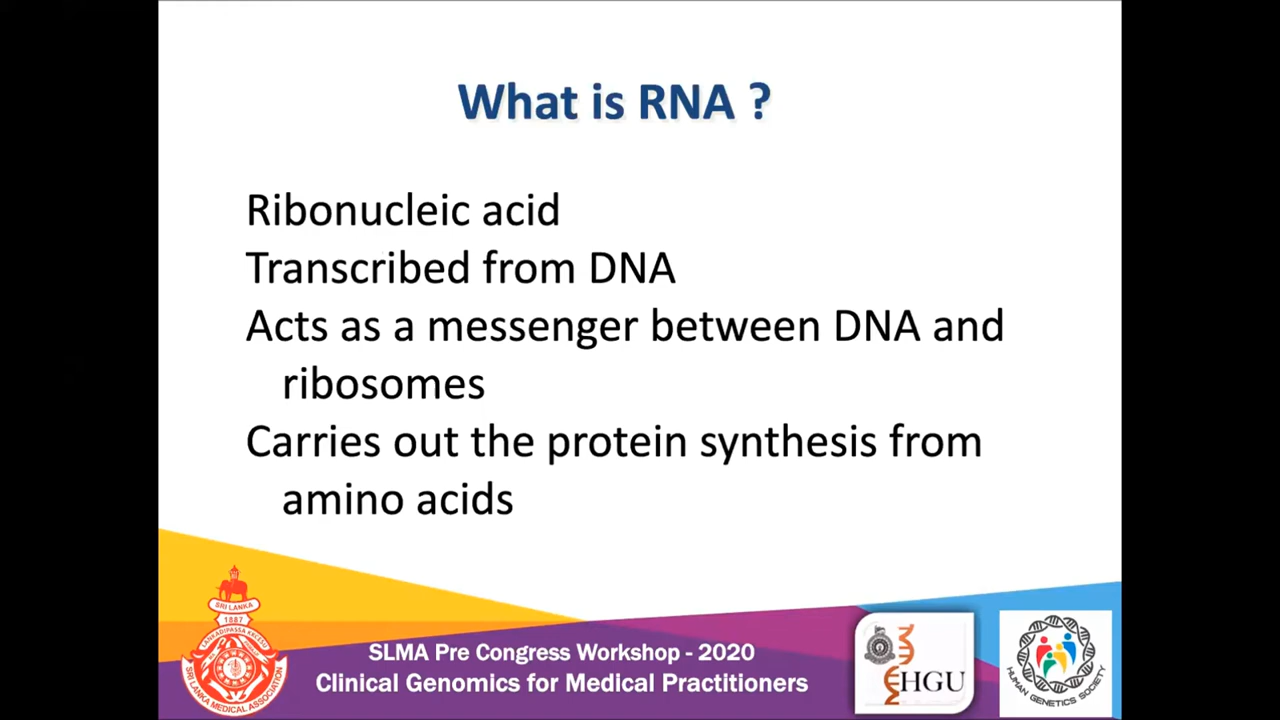 What is RNA ?
Ribonucleic acid
Transcribed from DNA
Acts as a messenger between DNA and
ribosomes
Carries out the protein synthesis from
amino acids
SRI LANKA
1887
SRI LANKA MEDICAL ASSOCIATION
SLMA Pre Congress Workshop - 2020
Clinical Genomics for Medical Practitioners
HGU
HUMAN GENETICS SOCIETY